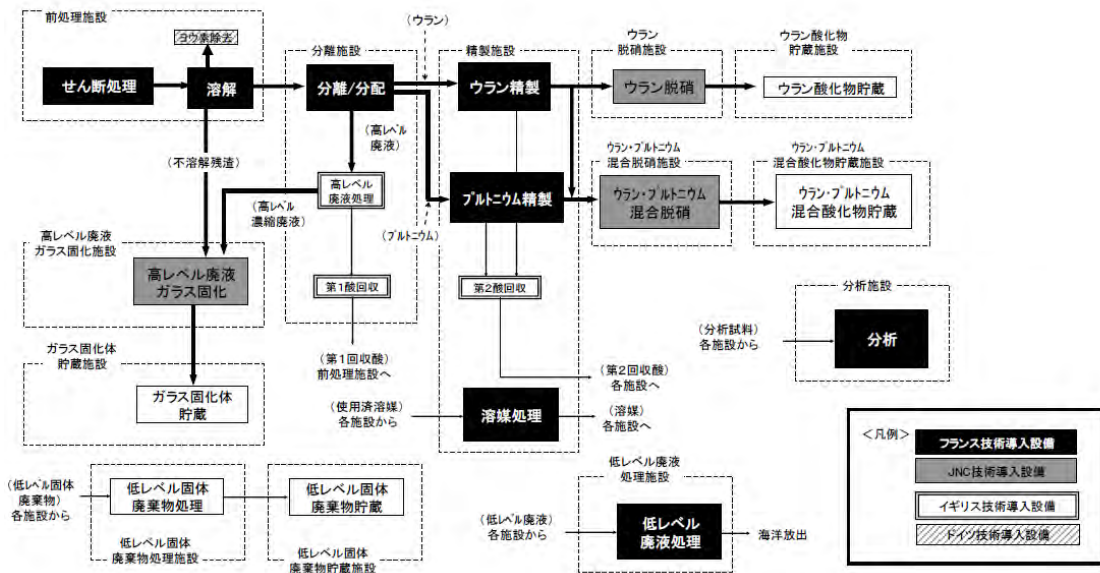 前処理施設
ヨウ素除去
せん断処理
溶解
分離施設
分離/分配
(ウラン)
精製施設
ウラン精製
ウラン
脱硝施設
ウラン脱硝
ウラン酸化物
貯蔵施設
ウラン酸化物貯蔵
(不溶解残渣)
(高レベル
廃液)
高レベル
廃液処理
(高レベル
濃縮廃液)
(プルトニウム)
プルトニウム精製
ウラン・プルトニウム
混合脱硝施設
ウラン・プルトニウム
混合脱硝
ウラン・プルトニウム
混合酸化物貯蔵施設
ウラン・プルトニウム
混合酸化物貯蔵
高レベル廃液
ガラス固化施設
高レベル廃液
ガラス固化
第1酸回収
第2酸回収
(第1回収酸)
前処理施設へ
(第2回収酸)
各施設へ
ガラス固化体
貯蔵施設
ガラス固化体
貯蔵
(使用済溶媒)
各施設から
溶媒処理
(溶媒)
各施設へ
分析施設
(分析試料)
各施設から
分析
(低レベル固体
廃棄物)
各施設から
低レベル固体
廃棄物処理
低レベル固体
廃棄物処理施設
低レベル固体
廃棄物貯蔵
低レベル固体
廃棄物貯蔵施設
低レベル廃液
処理施設
(低レベル廃液)
各施設から
低レベル
廃液処理
海洋放出
<凡例>
フランス技術導入設備
JNC技術導入設備
イギリス技術導入設備
ドイツ技術導入設備